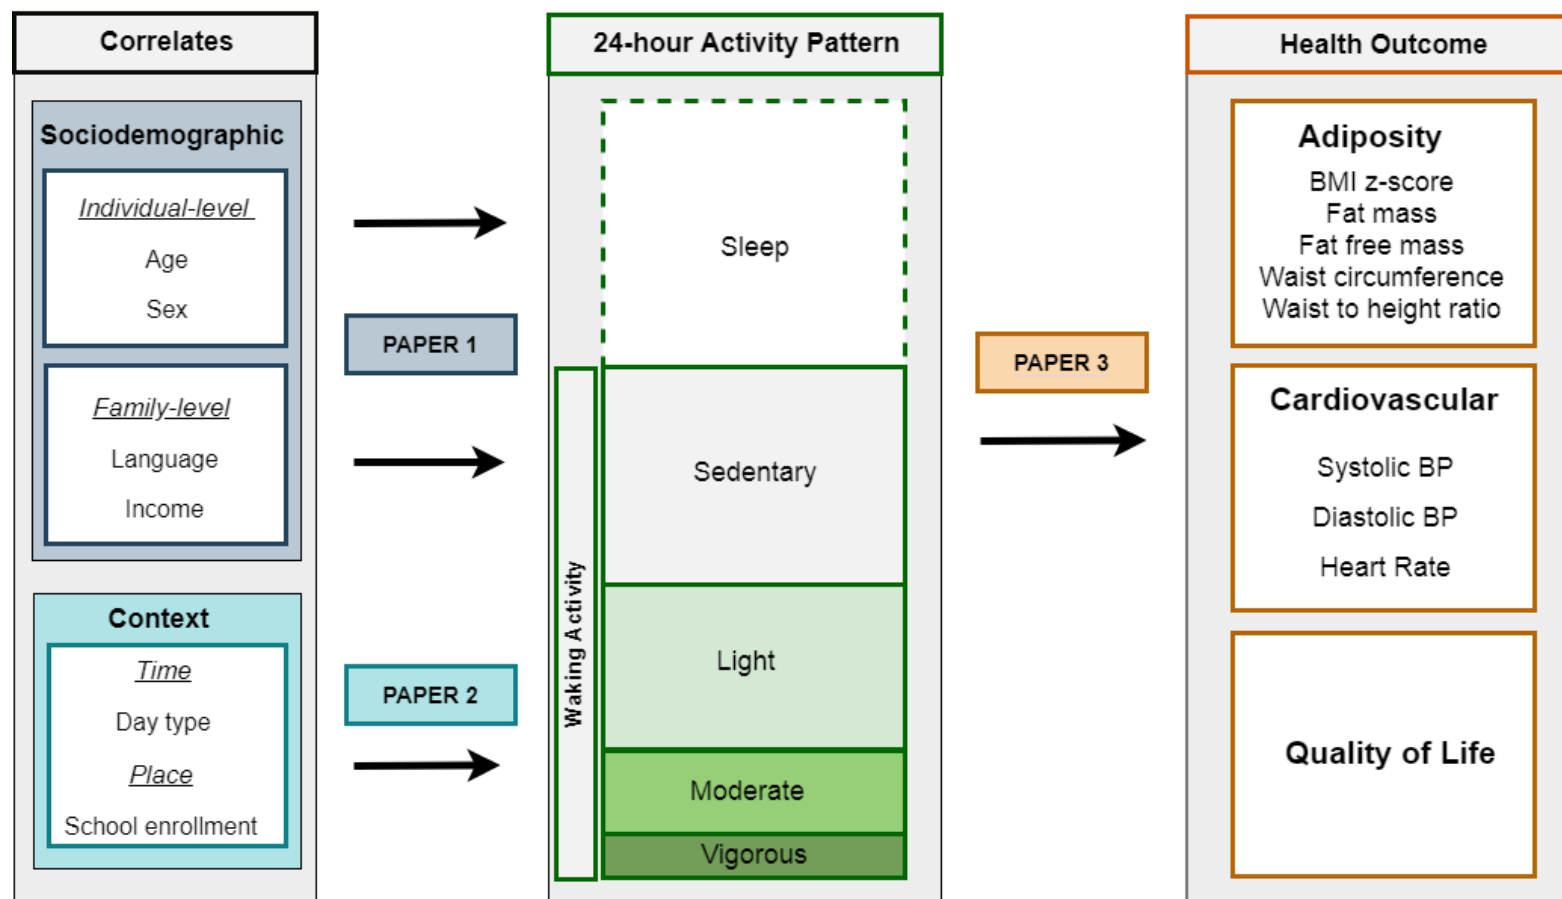 Correlates
Sociodemographic
Individual-level
Age
Sex
Family-level
Language
Income
Context
Time
Day type
Place
School enrollment
PAPER 1
PAPER 2
24-hour Activity Pattern
Sleep
Waking Activity
Sedentary
Light
Moderate
Vigorous
PAPER 3
Health Outcome
Adiposity
BMI z-score
Fat mass
Fat free mass
Waist circumference
Waist to height ratio
Cardiovascular
Systolic BP
Diastolic BP
Heart Rate
Quality of Life